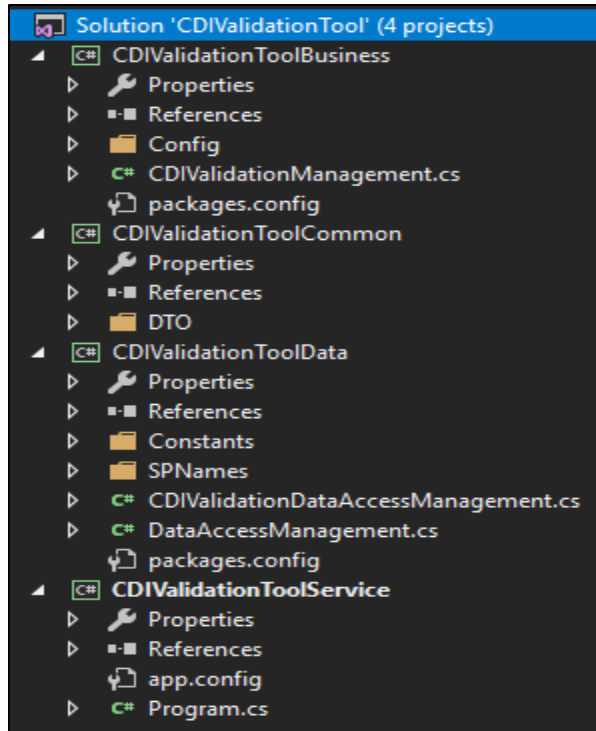 Solution 'CDIValidationTool' (4 projects)
C# CDIValidationToolBusiness
Properties
References
Config
C# CDIValidationManagement.cs
packages.config
C# CDIValidationToolCommon
Properties
References
DTO
C# CDIValidationToolData
Properties
References
Constants
SPNames
C# CDIValidationDataAccessManagement.cs
C# DataAccessManagement.cs
packages.config
C# CDIValidationToolService
Properties
References
app.config
C# Program.cs